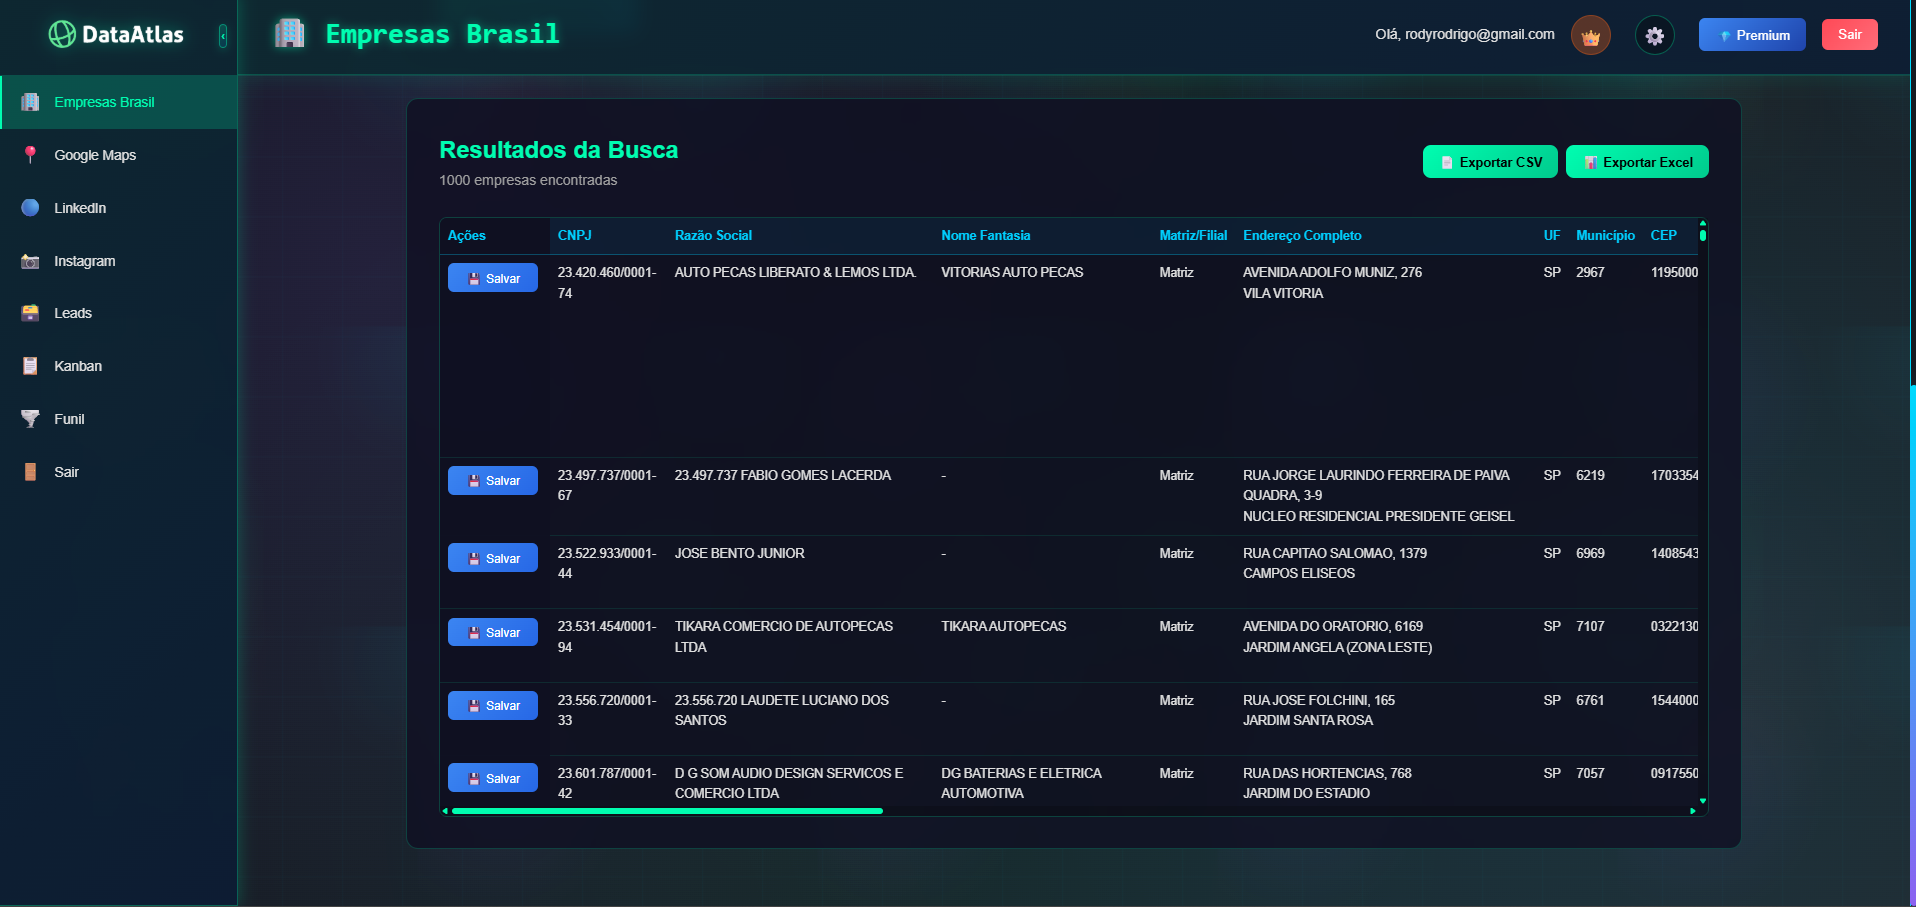 DataAtlas
Empresas Brasil
Olá, rodyrodrigo@gmail.com
Premium
Sair
Empresas Brasil
Google Maps
LinkedIn
Instagram
Leads
Kanban
Funil
Sair
Resultados da Busca
1000 empresas encontradas
Exportar CSV
Exportar Excel
Ações CNPJ Razão Social Nome Fantasia Matriz/Filial Endereço Completo UF Município CEP
Salvar 23.420.460/0001- AUTO PECAS LIBERATO & LEMOS LTDA. VITORIAS AUTO PECAS Matriz AVENIDA ADOLFO MUNIZ, 276 SP 2967 1195000
74 VILA VITORIA
Salvar 23.497.737/0001- 23.497.737 FABIO GOMES LACERDA - Matriz RUA JORGE LAURINDO FERREIRA DE PAIVA SP 6219 1703354
67 QUADRA, 3-9
NUCLEO RESIDENCIAL PRESIDENTE GEISEL
Salvar 23.522.933/0001- JOSE BENTO JUNIOR - Matriz RUA CAPITAO SALOMAO, 1379 SP 6969 1408543
44 CAMPOS ELISEOS
Salvar 23.531.454/0001- TIKARA COMERCIO DE AUTOPECAS TIKARA AUTOPECAS Matriz AVENIDA DO ORATORIO, 6169 SP 7107 0322130
94 LTDA JARDIM ANGELA (ZONA LESTE)
Salvar 23.556.720/0001- 23.556.720 LAUDETE LUCIANO DOS - Matriz RUA JOSE FOLCHINI, 165 SP 6761 1544000
33 SANTOS JARDIM SANTA ROSA
Salvar 23.601.787/0001- D G SOM AUDIO DESIGN SERVICOS E DG BATERIAS E ELETRICA Matriz RUA DAS HORTENCIAS, 768 SP 7057 0917550
42 COMERCIO LTDA AUTOMOTIVA JARDIM DO ESTADIO